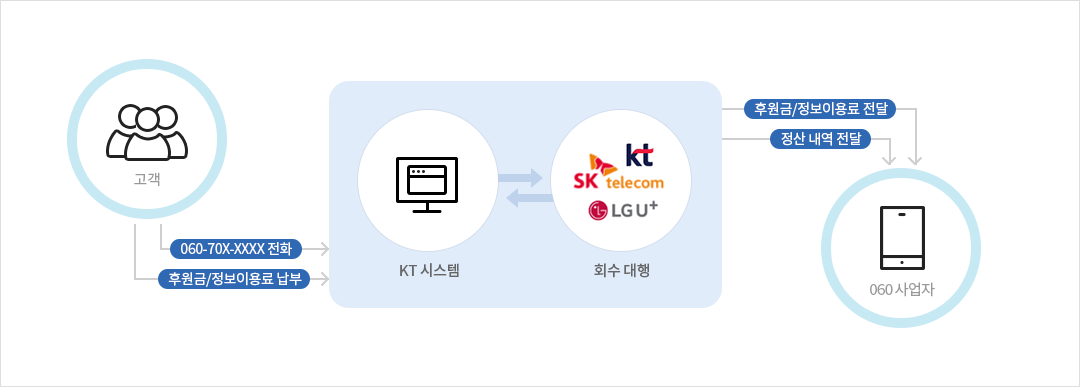 고객
060-70X-XXXX 전화
후원금/정보이용료 납부
KT 시스템
kt
SK telecom
LG U+
회수 대행
후원금/정보이용료 전달
정산 내역 전달
060 사업자